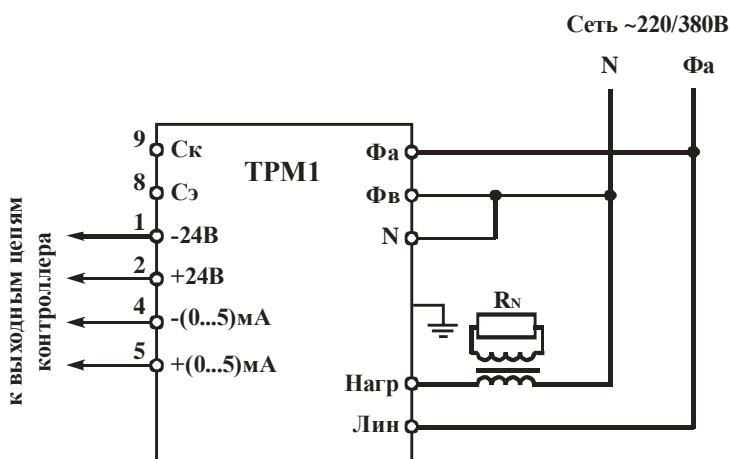 Сеть ~220/380В
N Фа
9 Ск
ТРМ1
Фа
8 Сэ
Фв
1 -24В
N
2 +24В
4 -(0...5)мА
RN
5 +(0...5)мА
Нагр
Лин
к выходным цепям
контроллера